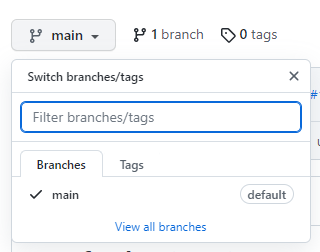 main 1 branch 0 tags
Switch branches/tags
Filter branches/tags
Branches Tags
main default
View all branches